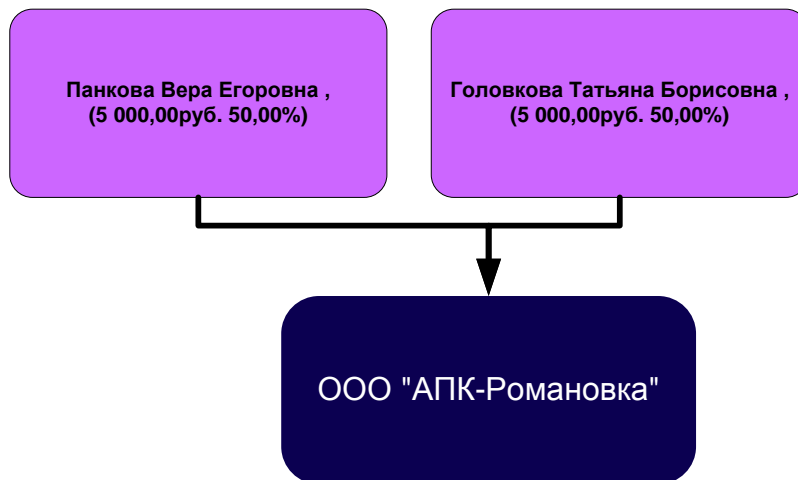 Панкова Вера Егоровна ,
(5 000,00руб. 50,00%)
Головкова Татьяна Борисовна ,
(5 000,00руб. 50,00%)
ООО "АПК-Романовка"